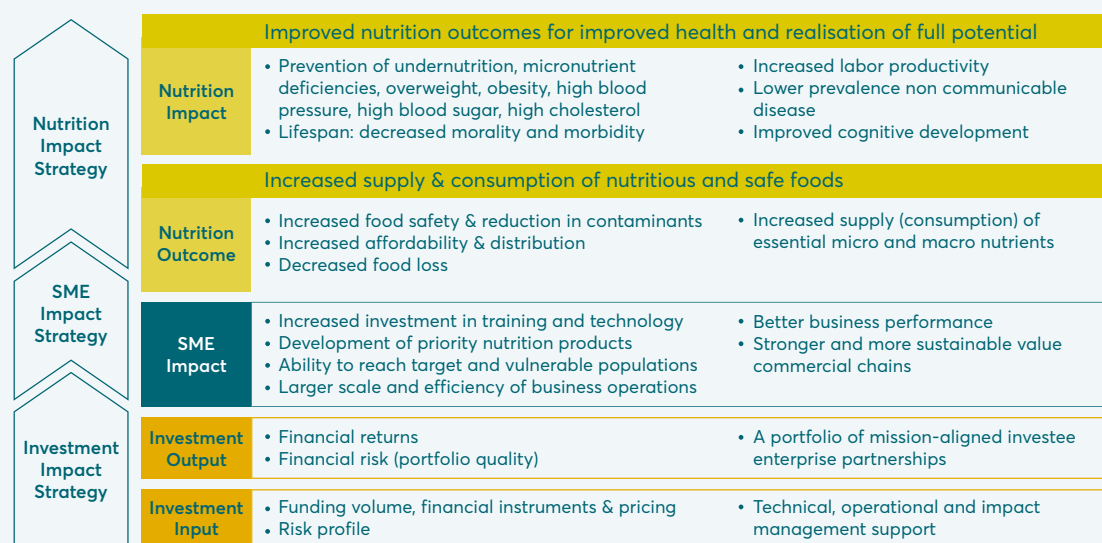 Nutrition
Impact
Strategy
SME
Impact
Strategy
Investment
Impact
Strategy
Improved nutrition outcomes for improved health and realisation of full potential
Nutrition
Impact
• Prevention of undernutrition, micronutrient
deficiencies, overweight, obesity, high blood
pressure, high blood sugar, high cholesterol
• Lifespan: decreased morality and morbidity
• Increased labor productivity
• Lower prevalence non communicable
disease
• Improved cognitive development
Increased supply & consumption of nutritious and safe foods
Nutrition
Outcome
• Increased food safety & reduction in contaminants
• Increased affordability & distribution
• Decreased food loss
• Increased supply (consumption) of
essential micro and macro nutrients
SME
Impact
• Increased investment in training and technology
• Development of priority nutrition products
• Ability to reach target and vulnerable populations
• Larger scale and efficiency of business operations
• Better business performance
• Stronger and more sustainable value
commercial chains
Investment
Output
• Financial returns
• Financial risk (portfolio quality)
• A portfolio of mission-aligned investee
enterprise partnerships
Investment
Input
• Funding volume, financial instruments & pricing
• Risk profile
• Technical, operational and impact
management support